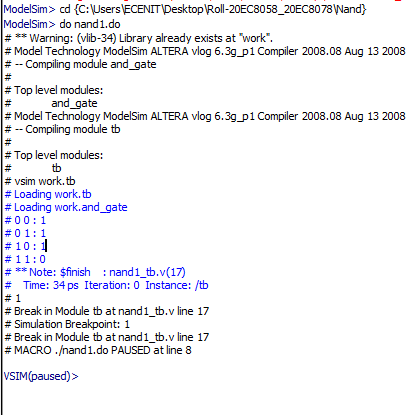 ModelSim> cd {C:\Users\ECENIT\Desktop\Roll-20EC8058_20EC8078\Nand}
ModelSim> do nand1.do
# ** Warning: (vlib-34) Library already exists at "work".
# Model Technology ModelSim ALTERA vlog 6.3g_p1 Compiler 2008.08 Aug 13 2008
# -- Compiling module and_gate
#
# Top level modules:
# and_gate
# Model Technology ModelSim ALTERA vlog 6.3g_p1 Compiler 2008.08 Aug 13 2008
# -- Compiling module tb
#
# Top level modules:
# tb
# vsim work.tb
# Loading work.tb
# Loading work.and_gate
# 0 0 : 1
# 0 1 : 1
# 1 0 : 1
# 1 1 : 0
# ** Note: $finish : nand1_tb.v(17)
# Time: 34 ps Iteration: 0 Instance: /tb
# 1
# Break in Module tb at nand1_tb.v line 17
# Simulation Breakpoint: 1
# Break in Module tb at nand1_tb.v line 17
# MACRO ./nand1.do PAUSED at line 8
VSIM(paused)>